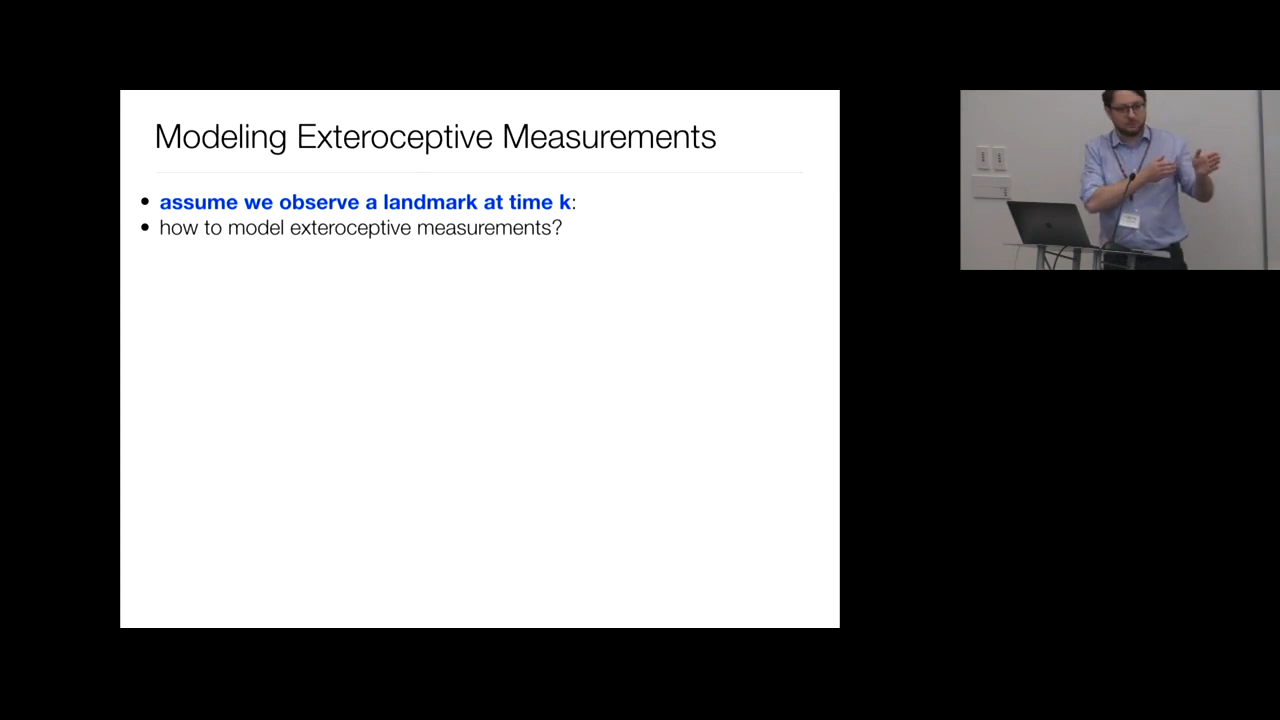 Modeling Exteroceptive Measurements
• assume we observe a landmark at time k:
• how to model exteroceptive measurements?